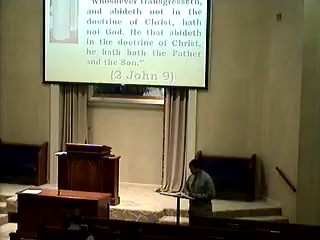 "Whosoever transgresseth,
and abideth not in the
doctrine of Christ, hath
not God. He that abideth
in the doctrine of Christ,
he hath both the Father
and the Son."
(2 John 9)